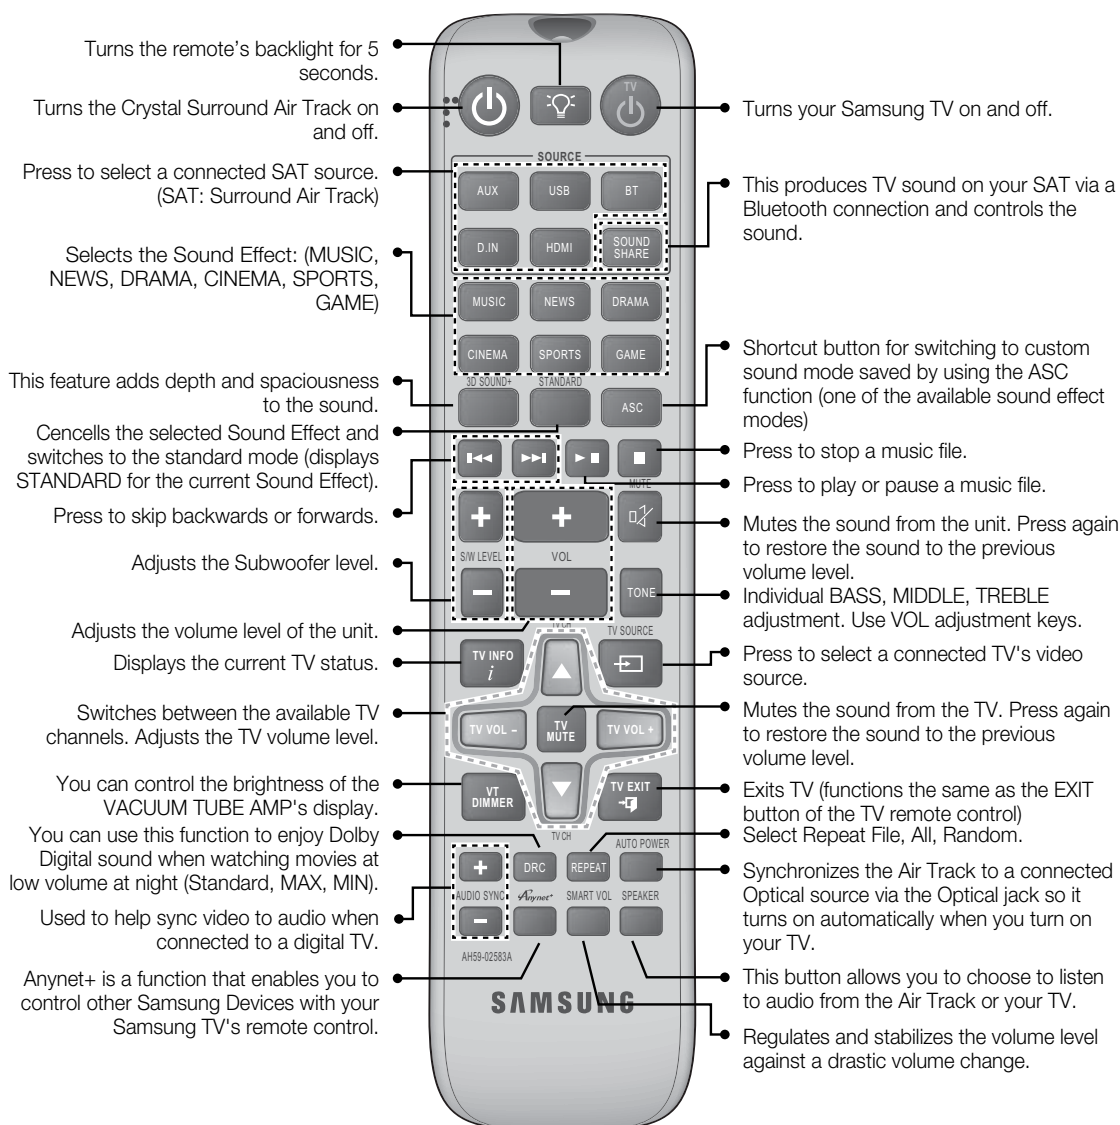 Turns the remote's backlight for 5
seconds.
Turns the Crystal Surround Air Track on
and off.
Press to select a connected SAT source.
(SAT: Surround Air Track)
Selects the Sound Effect: (MUSIC,
NEWS, DRAMA, CINEMA, SPORTS,
GAME)
This feature adds depth and spaciousness
to the sound.
Cencells the selected Sound Effect and
switches to the standard mode (displays
STANDARD for the current Sound Effect).
Press to skip backwards or forwards.
Adjusts the Subwoofer level.
Adjusts the volume level of the unit.
Displays the current TV status.
Switches between the available TV
channels. Adjusts the TV volume level.
You can control the brightness of the
VACUUM TUBE AMP's display.
You can use this function to enjoy Dolby
Digital sound when watching movies at
low volume at night (Standard, MAX, MIN).
Used to help sync video to audio when
connected to a digital TV.
Anynet+ is a function that enables you to
control other Samsung Devices with your
Samsung TV's remote control.
TV
SOURCE
AUX USB BT
D.IN HDMI SOUND
SHARE
MUSIC NEWS DRAMA
CINEMA SPORTS GAME
3D SOUND+ STANDARD
ASC
MUTE
S/W LEVEL VOL
TONE
TV CH TV SOURCE
TV INFO
i
TV VOL − TV
MUTE TV VOL +
VT
DIMMER
TV EXIT
TV CH AUTO POWER
DRC REPEAT
AUDIO SYNC Anynet+ SMART VOL SPEAKER
AH59-02583A
SAMSUNG
Turns your Samsung TV on and off.
This produces TV sound on your SAT via a
Bluetooth connection and controls the
sound.
Shortcut button for switching to custom
sound mode saved by using the ASC
function (one of the available sound effect
modes)
Press to stop a music file.
Press to play or pause a music file.
Mutes the sound from the unit. Press again
to restore the sound to the previous
volume level.
Individual BASS, MIDDLE, TREBLE
adjustment. Use VOL adjustment keys.
Press to select a connected TV's video
source.
Mutes the sound from the TV. Press again
to restore the sound to the previous
volume level.
Exits TV (functions the same as the EXIT
button of the TV remote control)
Select Repeat File, All, Random.
Synchronizes the Air Track to a connected
Optical source via the Optical jack so it
turns on automatically when you turn on
your TV.
This button allows you to choose to listen
to audio from the Air Track or your TV.
Regulates and stabilizes the volume level
against a drastic volume change.